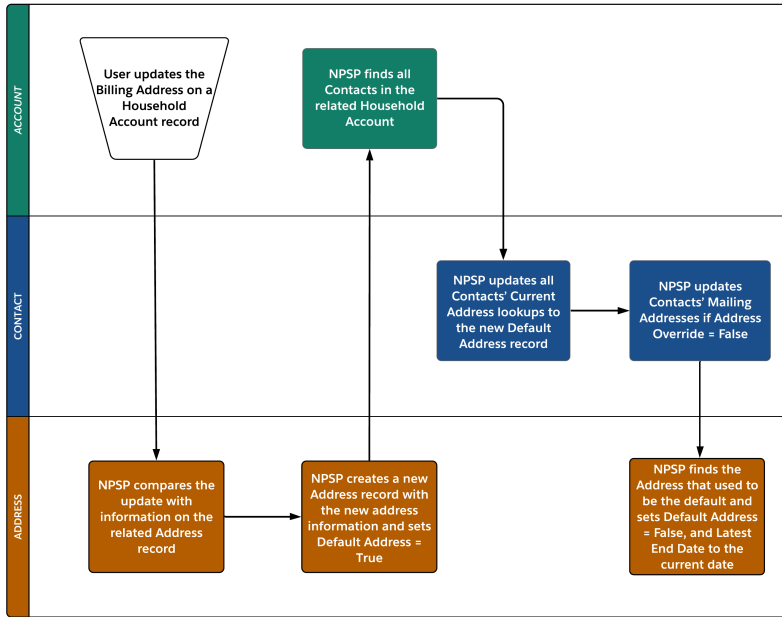 ACCOUNT
User updates the
Billing Address on a
Household
Account record
NPSP finds all
Contacts in the
related Household
Account
CONTACT
NPSP updates all
Contacts’ Current
Address lookups to
the new Default
Address record
NPSP updates
Contacts’ Mailing
Addresses if Address
Override = False
ADDRESS
NPSP compares the
update with
information on the
related Address
record
NPSP creates a new
Address record with
the new address
information and sets
Default Address =
True
NPSP finds the
Address that used to
be the default and
sets Default Address
= False, and Latest
End Date to the
current date